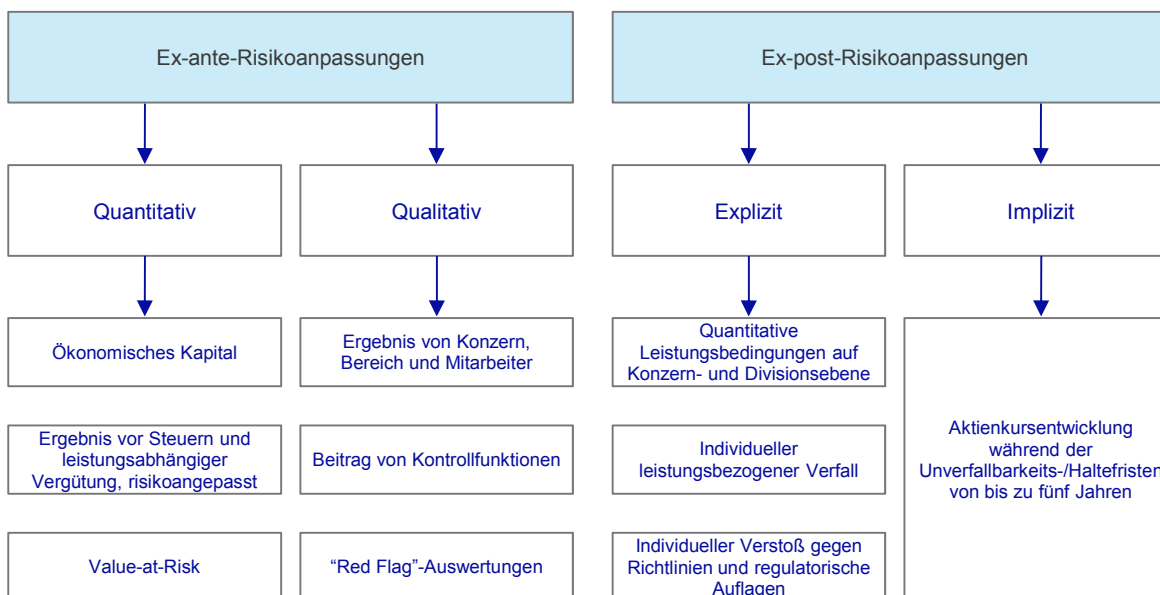 Ex-ante-Risikoanpassungen
Ex-post-Risikoanpassungen
Quantitativ
Qualitativ
Explizit
Implizit
Ökonomisches Kapital
Ergebnis von Konzern,
Bereich und Mitarbeiter
Quantitative
Leistungsbedingungen auf
Konzern- und Divisionsebene
Aktienkursentwicklung
während der
Unverfallbarkeits-/Haltefristen
von bis zu fünf Jahren
Ergebnis vor Steuern und
leistungsabhängiger
Vergütung, risikoangepasst
Beitrag von Kontrollfunktionen
Individueller
leistungsbezogener Verfall
Value-at-Risk
“Red Flag”-Auswertungen
Individueller Verstoß gegen
Richtlinien und regulatorische
Auflagen